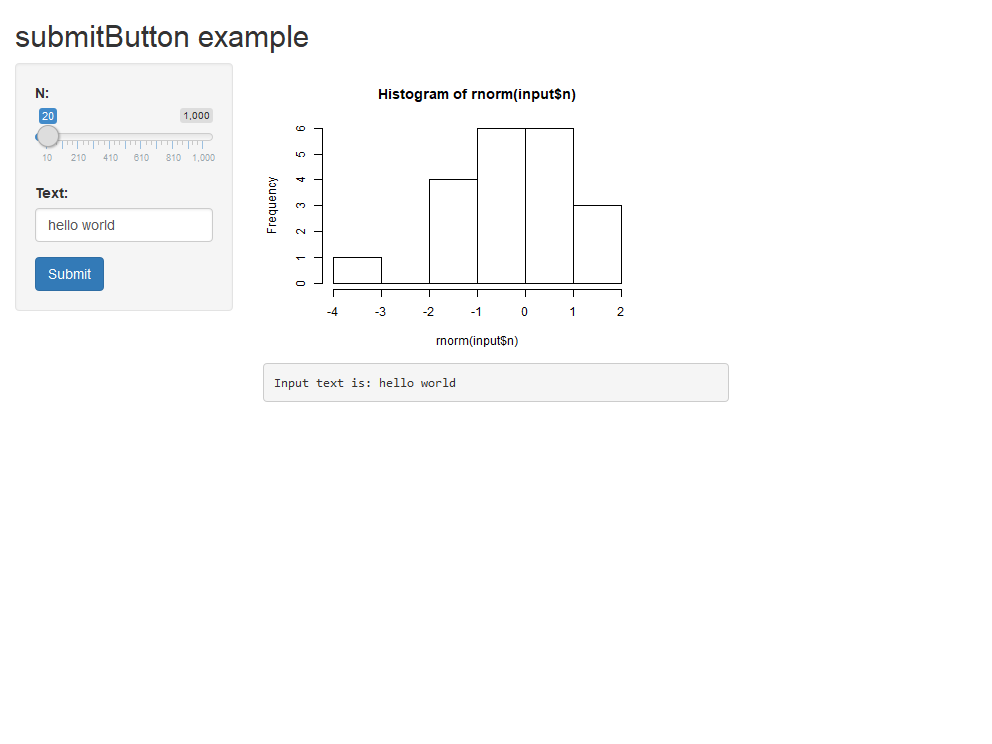 submitButton example
N:
20 1,000
10 210 410 610 810 1,000
Text:
hello world
Submit
Histogram of rnorm(input$n)
Frequency
6
5
4
3
2
1
0
-4 -3 -2 -1 0 1 2
rnorm(input$n)
Input text is: hello world